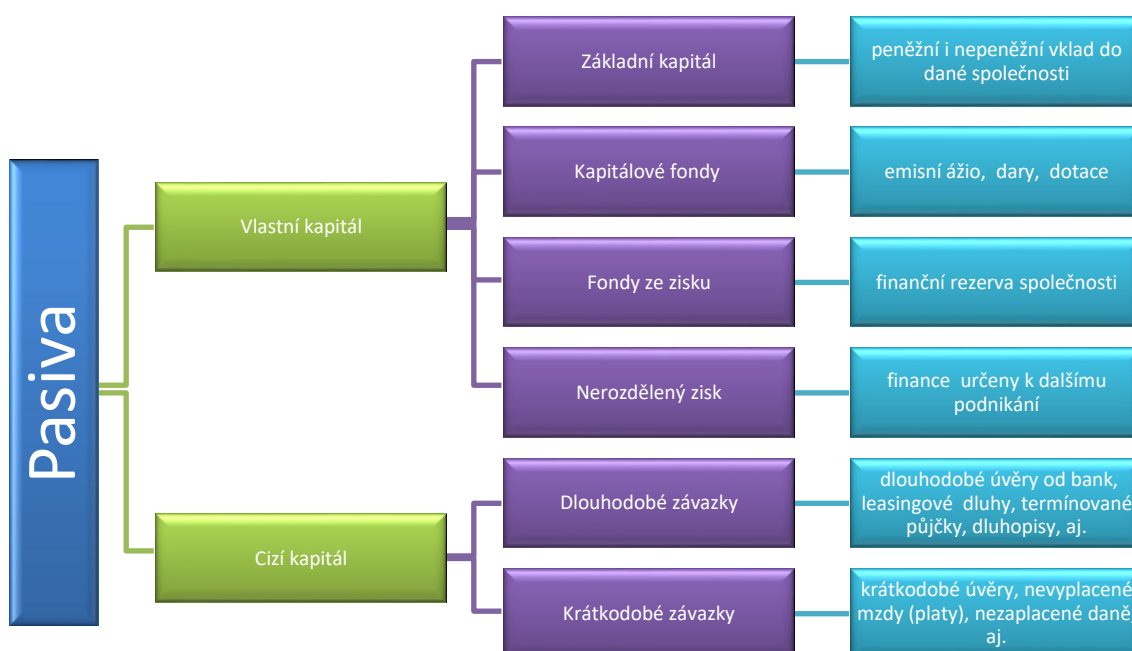 Pasiva
Vlastní kapitál
Základní kapitál
peněžní i nepeněžní vklad do
dané společnosti
Kapitálové fondy
emisní ážio, dary, dotace
Fondy ze zisku
finanční rezerva společnosti
Nerozdělený zisk
finance určeny k dalšímu
podnikání
Cizí kapitál
Dlouhodobé závazky
dlouhodobé úvěry od bank,
leasingové dluhy, termínované
půjčky, dluhopisy, aj.
Krátkodobé závazky
krátkodobé úvěry, nevyplacené
mzdy (platy), nezaplacené daně,
aj.